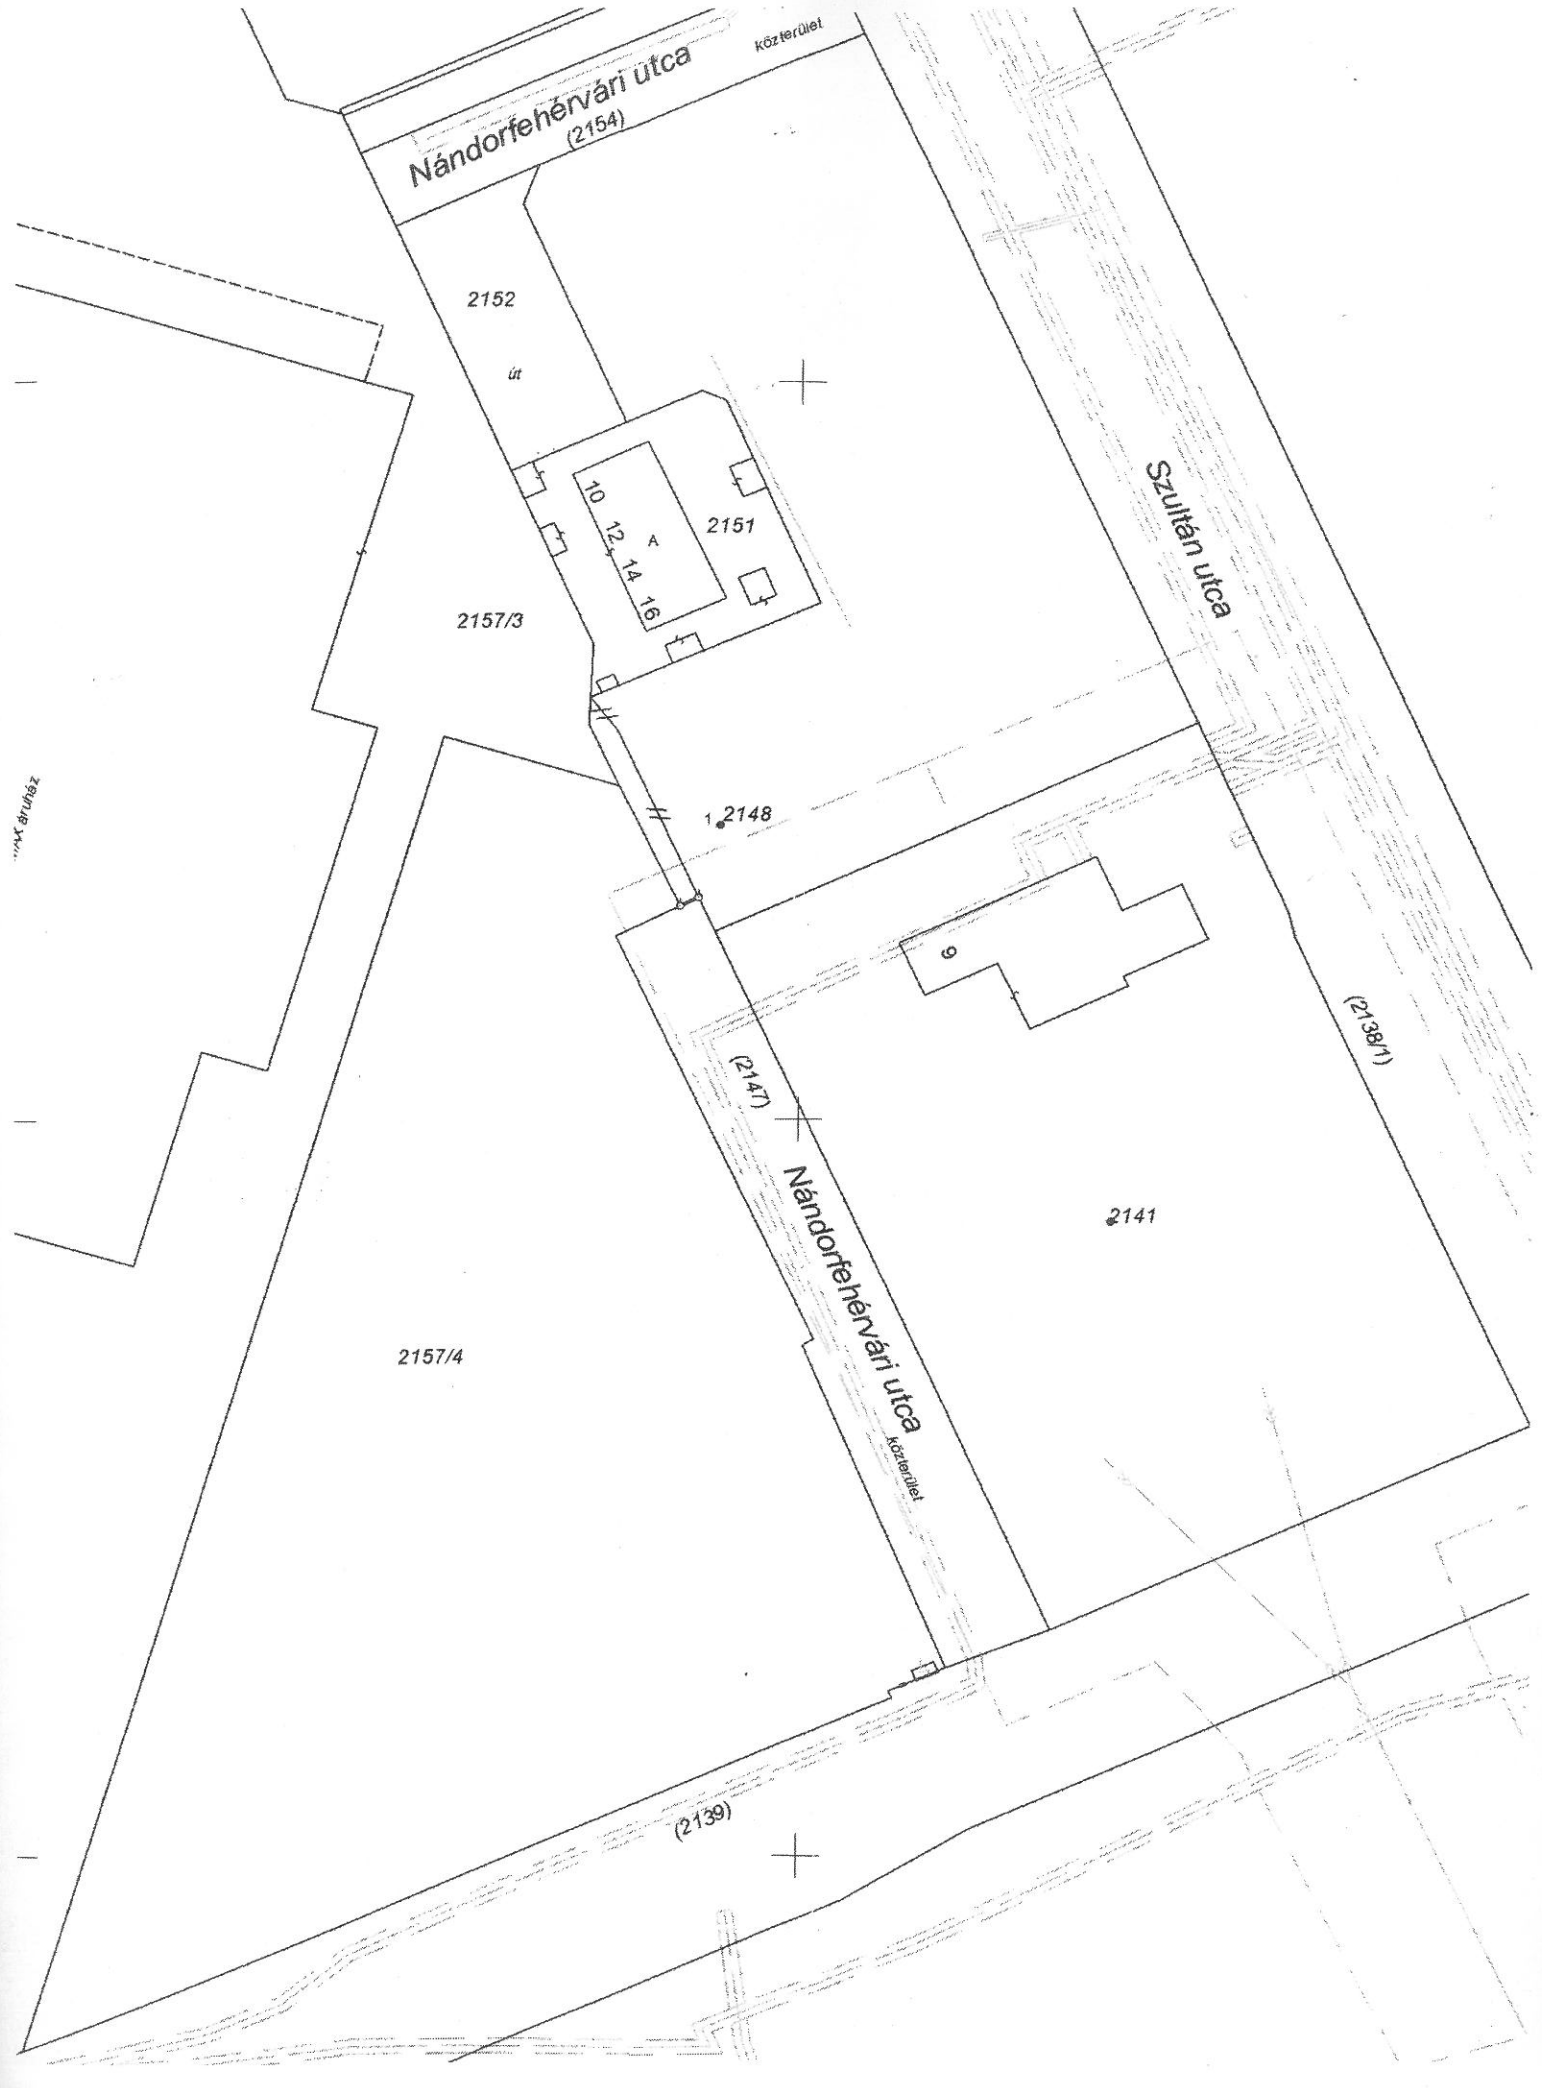 közterület
Nándorfehérvári utca
(2154)
2152
út
10
12
A
14
16
2151
Szultán utca
2157/3
áruház
1
2148
9
(2138/1)
(2147)
Nándorfehérvári utca
közterület
2141
2157/4
(2139)